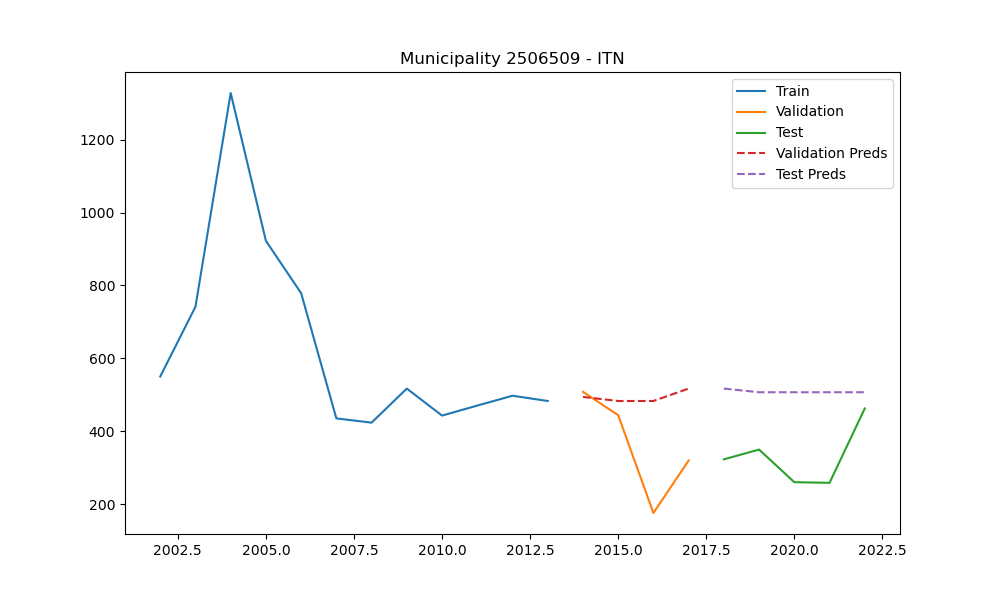 Municipality 2506509 - ITN
Train
Validation
Test
Validation Preds
Test Preds
1200
1000
800
600
400
200
2002.5 2005.0 2007.5 2010.0 2012.5 2015.0 2017.5 2020.0 2022.5